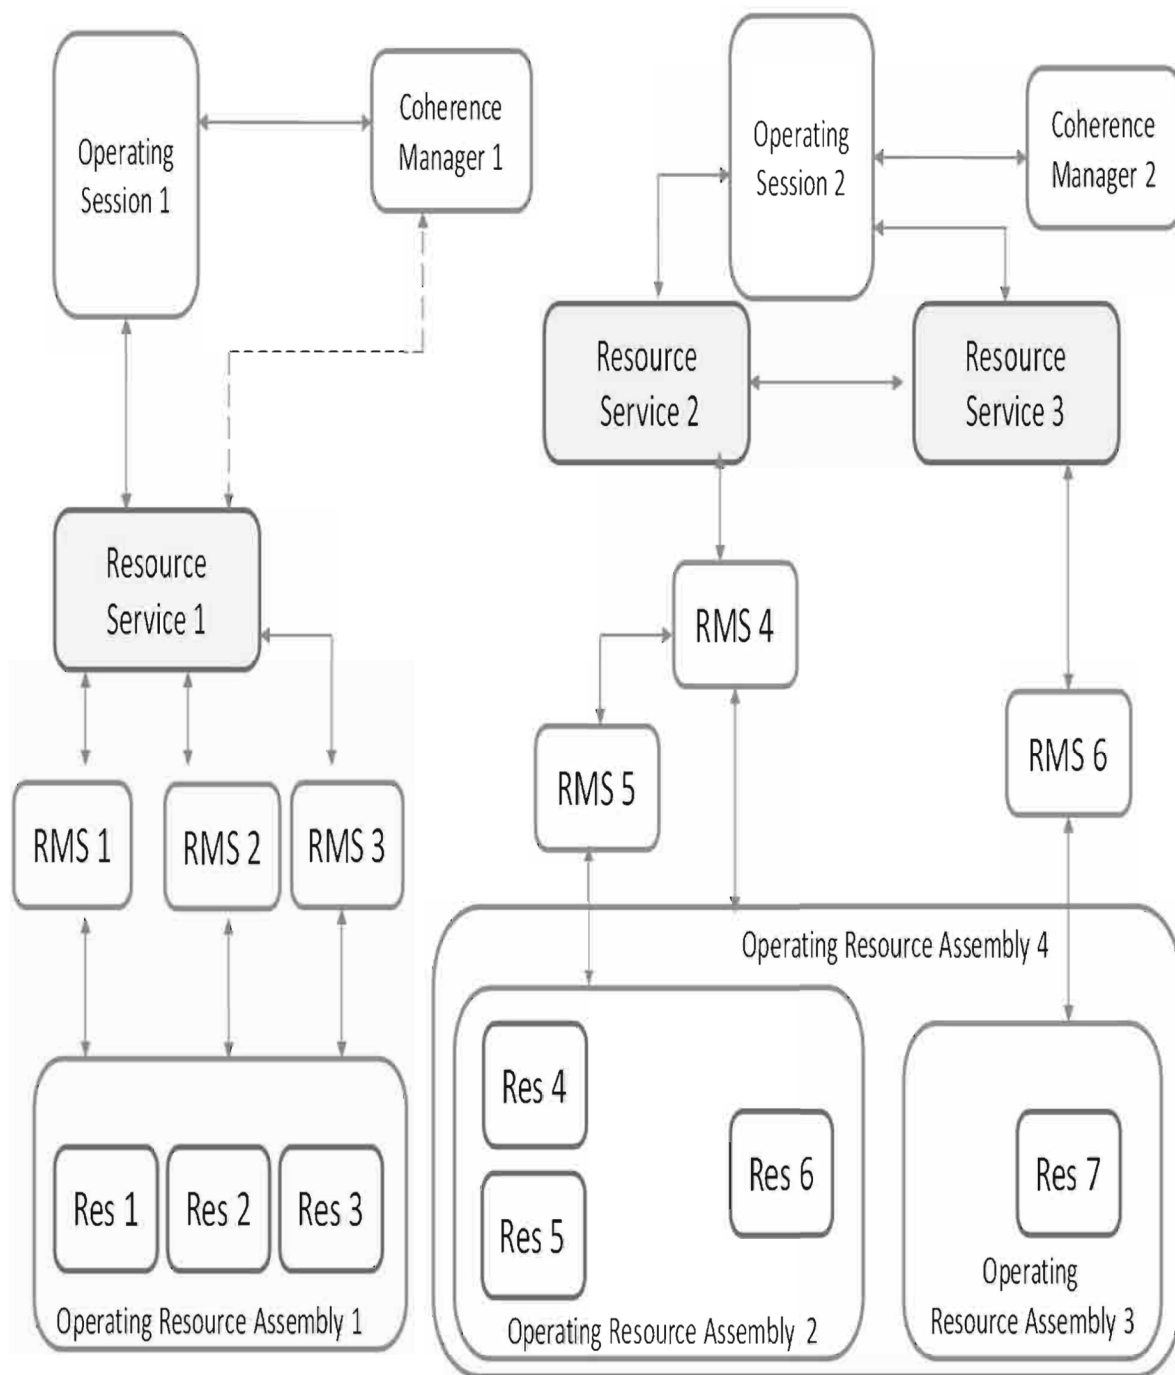 Operating
Session 1
Coherence
Manager 1
Operating
Session 2
Coherence
Manager 2
Resource
Service 2
Resource
Service 3
Resource
Service 1
RMS 4
RMS 5
RMS 6
RMS 1
RMS 2
RMS 3
Operating Resource Assembly 4
Res 4
Res 5
Res 6
Res 7
Res 1
Res 2
Res 3
Operating Resource Assembly 1
Operating Resource Assembly 2
Operating
Resource Assembly 3